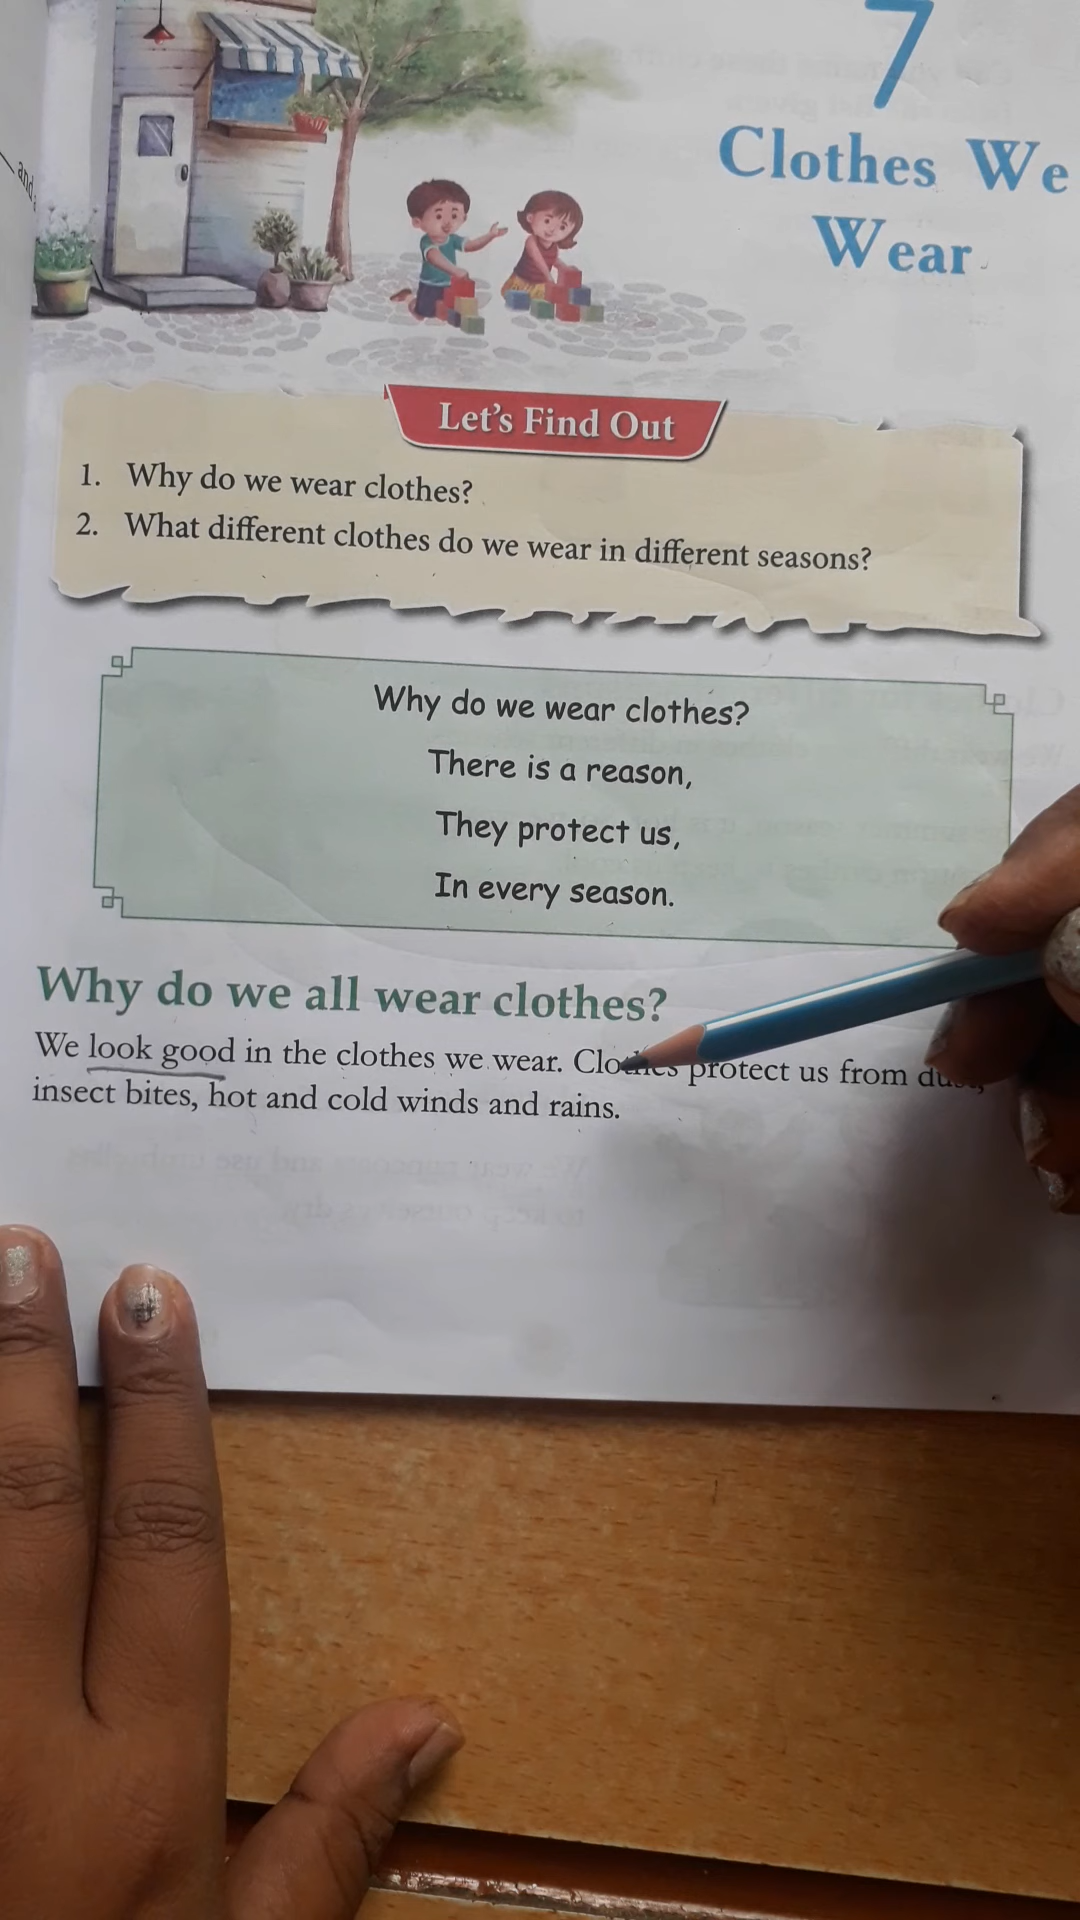 7
Clothes We
Wear
and
Let's Find Out
1. Why do we wear clothes?
2. What different clothes do we wear in different seasons?
Why do we wear clothes?
There is a reason,
They protect us,
In every season.
Why do we all wear clothes?
We look good in the clothes we wear. Clothes protect us from dust,
insect bites, hot and cold winds and rains.